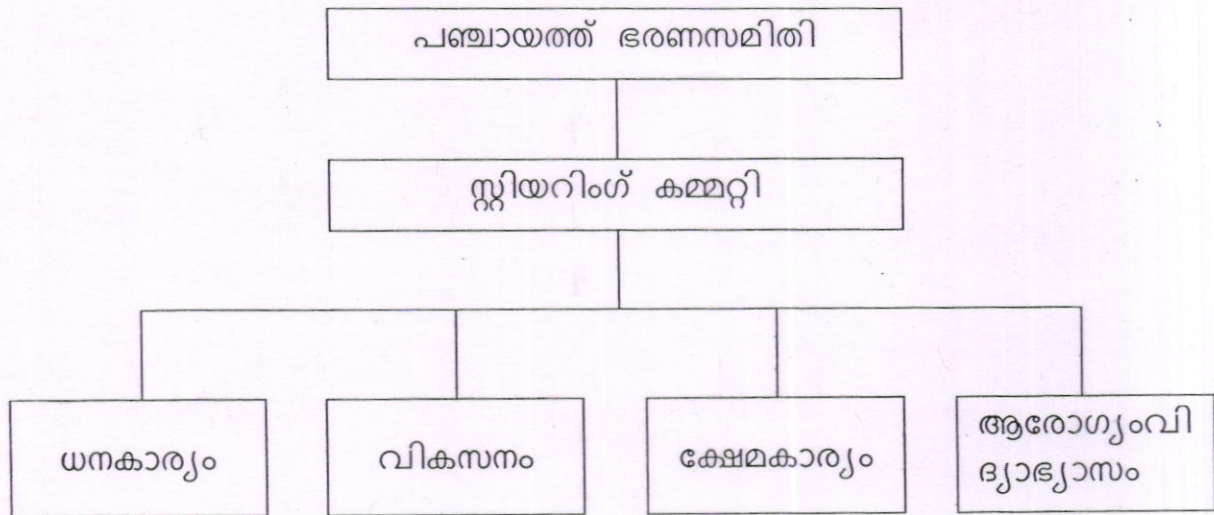 പഞ്ചായത്ത് ഭരണസമിതി
സ്റ്റിയറിംഗ് കമ്മറ്റി
ധനകാര്യം
വികസനം
ക്ഷേമകാര്യം
ആരോഗ്യംവി
ദ്യാഭ്യാസം